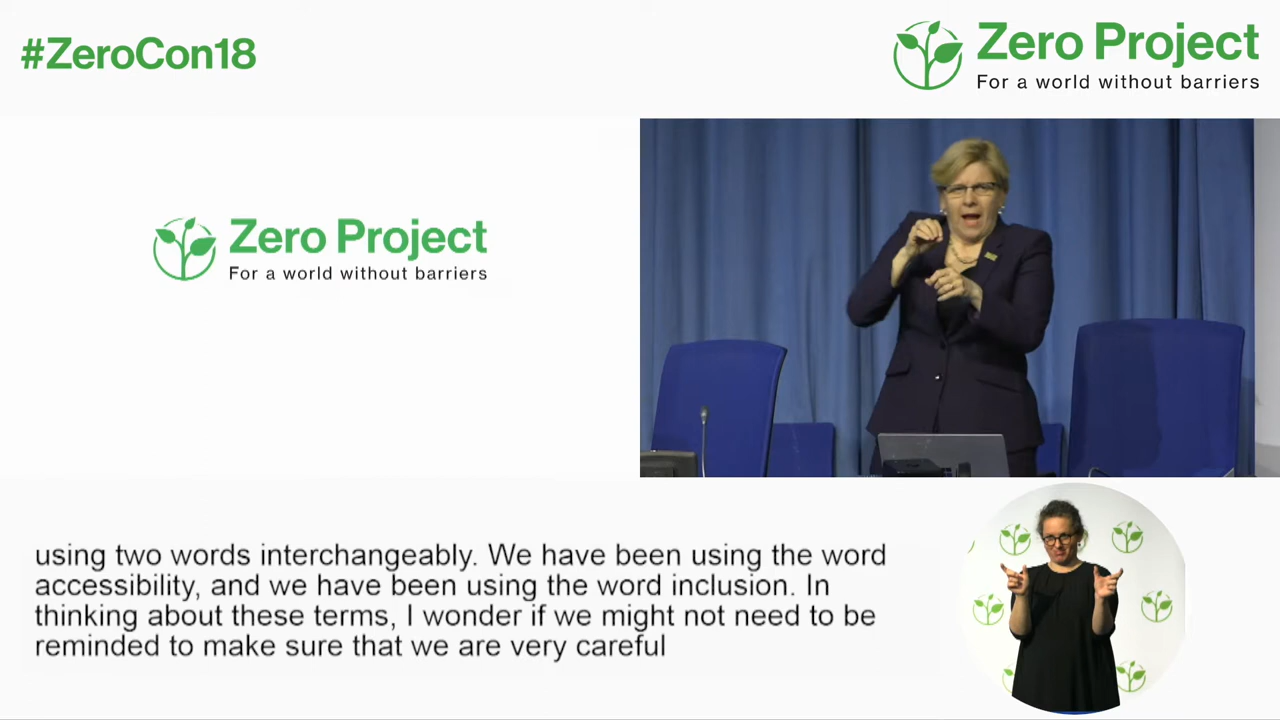 #ZeroCon18
Zero Project
For a world without barriers
Zero Project
For a world without barriers
using two words interchangeably. We have been using the word
accessibility, and we have been using the word inclusion. In
thinking about these terms, I wonder if we might not need to be
reminded to make sure that we are very careful